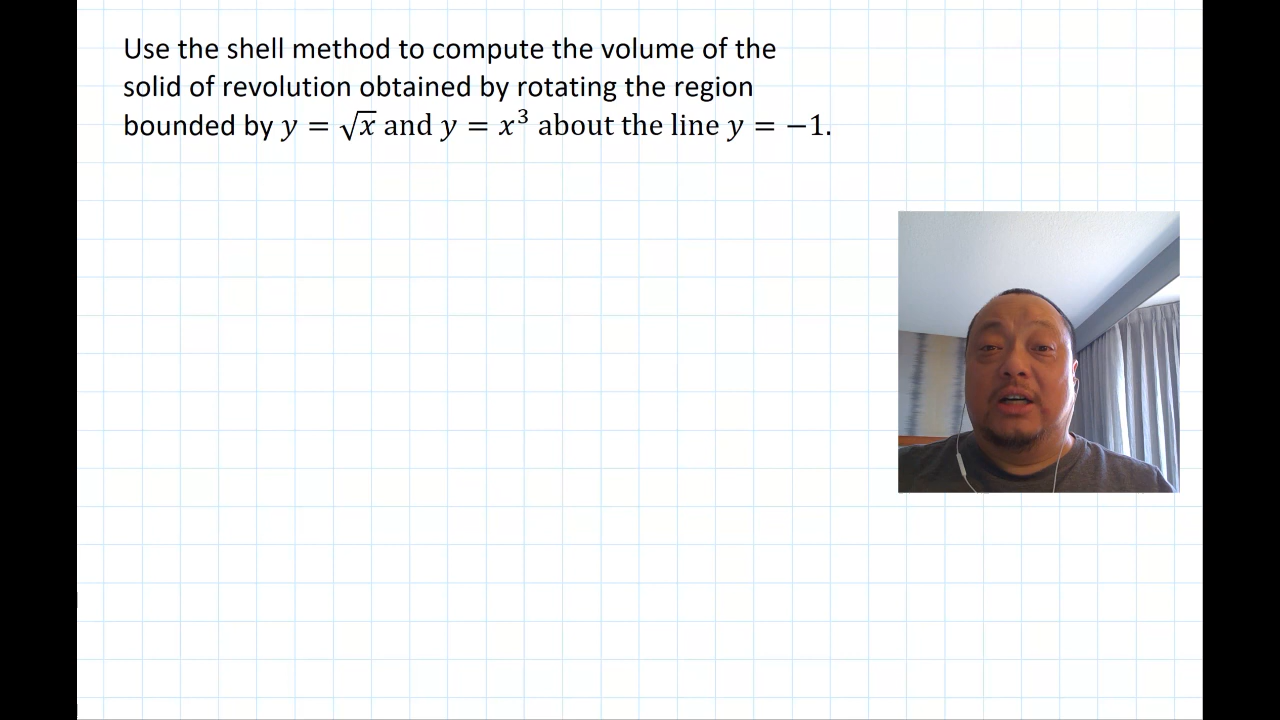 Use the shell method to compute the volume of the
solid of revolution obtained by rotating the region
bounded by y = √x and y = x³ about the line y = −1.